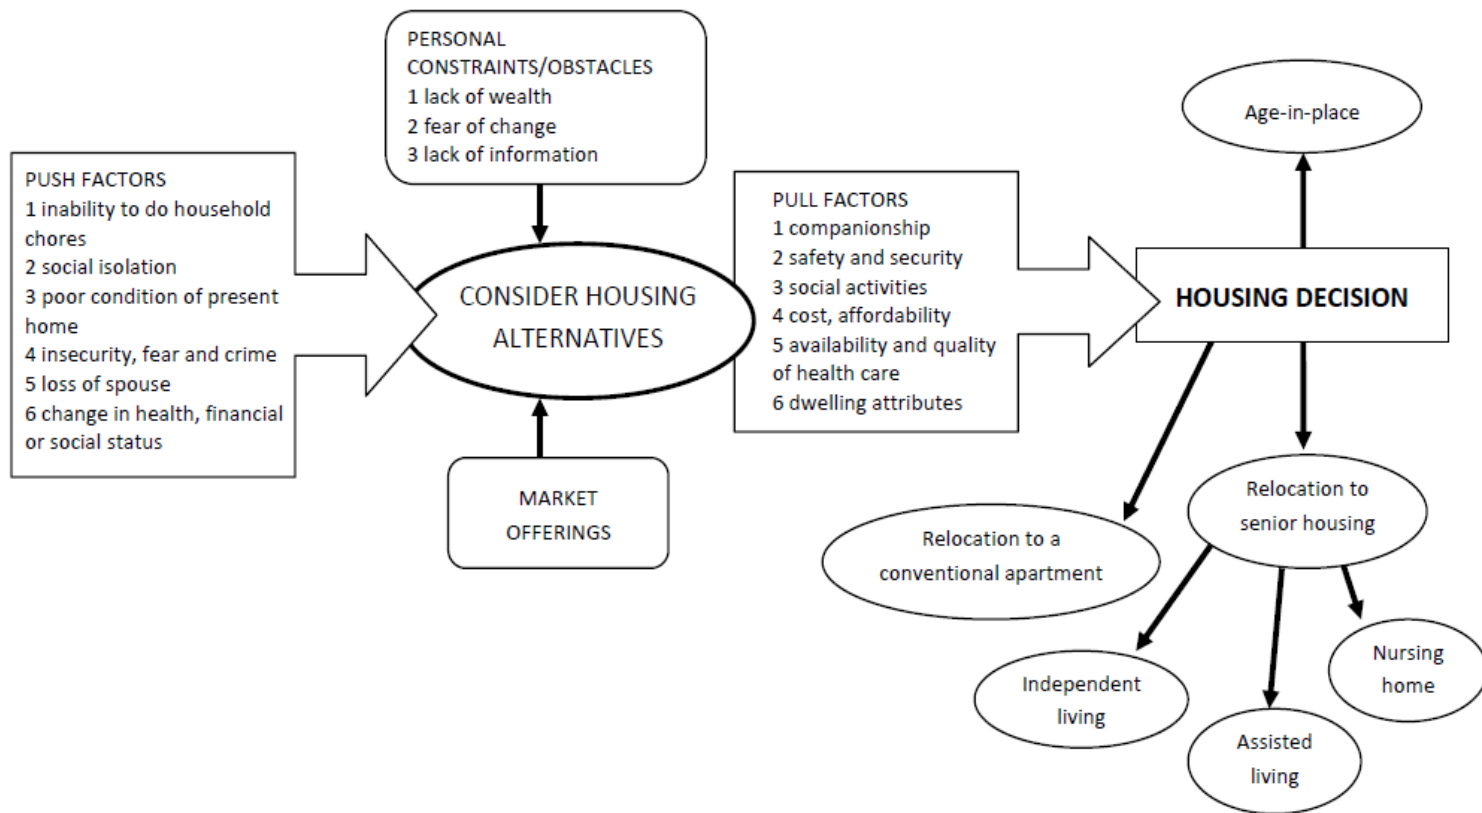 PERSONAL
CONSTRAINTS/OBSTACLES
1 lack of wealth
2 fear of change
3 lack of information
PUSH FACTORS
1 inability to do household
chores
2 social isolation
3 poor condition of present
home
4 insecurity, fear and crime
5 loss of spouse
6 change in health, financial
or social status
CONSIDER HOUSING
ALTERNATIVES
MARKET
OFFERINGS
PULL FACTORS
1 companionship
2 safety and security
3 social activities
4 cost, affordability
5 availability and quality
of health care
6 dwelling attributes
Age-in-place
HOUSING DECISION
Relocation to a
conventional apartment
Relocation to
senior housing
Independent
living
Assisted
living
Nursing
home